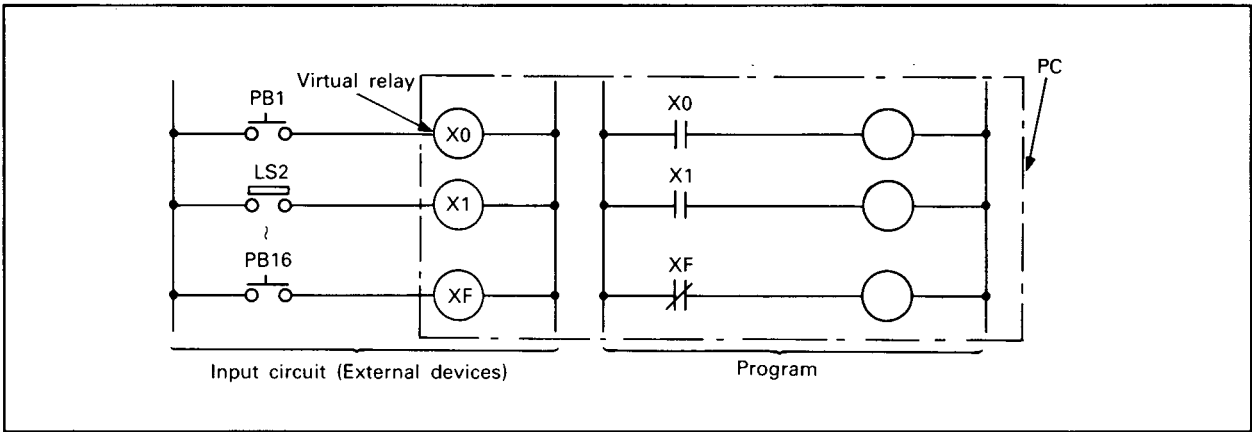 Virtual relay
PC
PB1
X0
X0
LS2
X1
X1
PB16
XF
XF
Input circuit (External devices)
Program